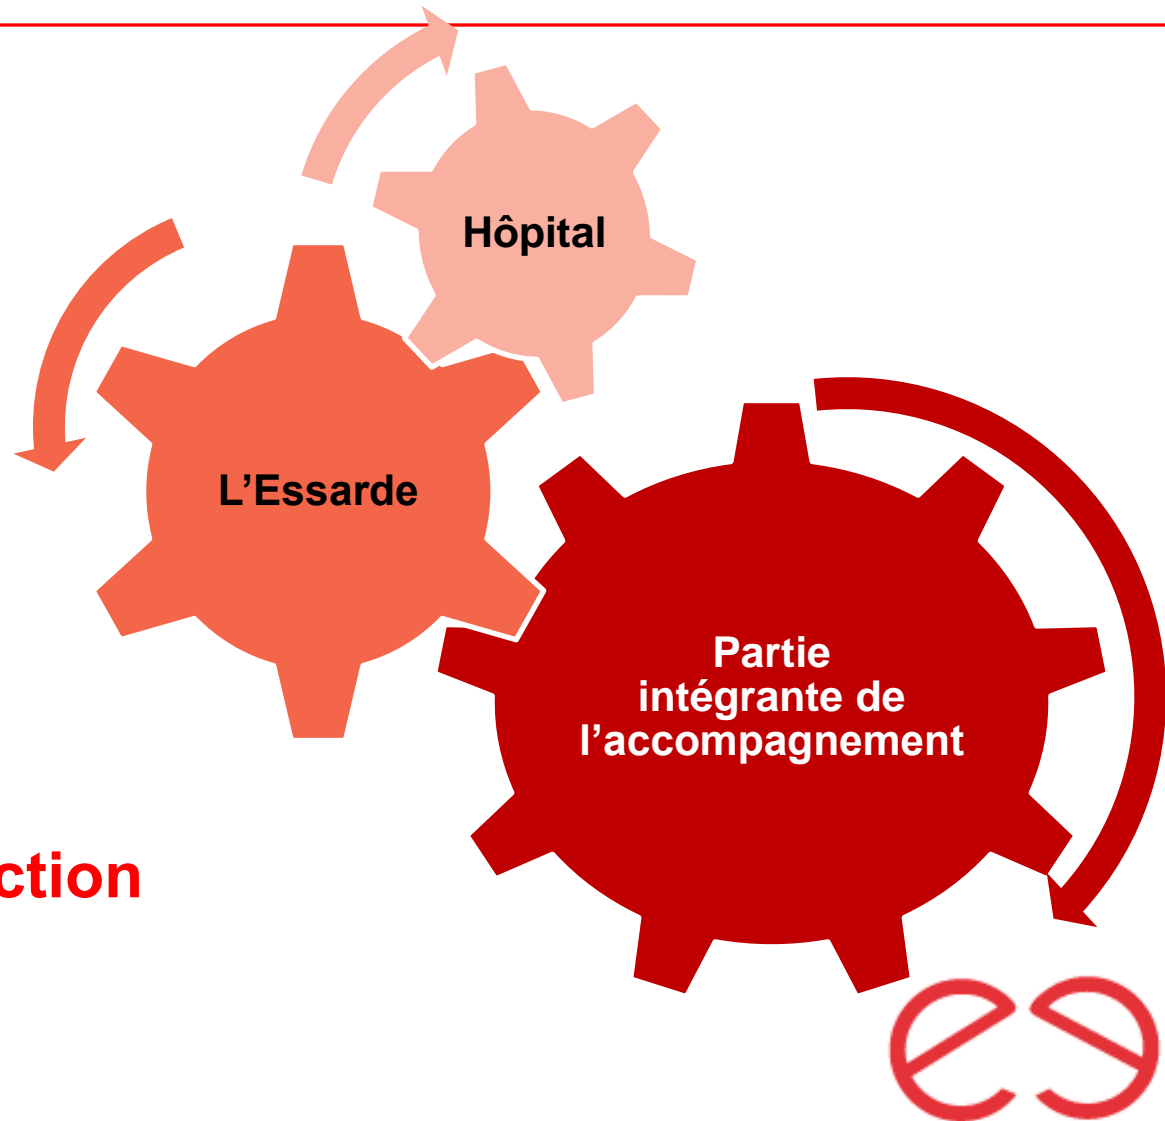 Hôpital
L’Essarde
Partie
intégrante de
l’accompagnement
ction